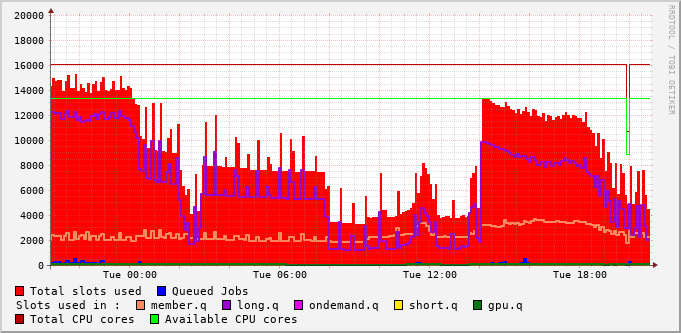 20000
18000
16000
14000
12000
10000
8000
6000
4000
2000
0
Tue 00:00 Tue 06:00 Tue 12:00 Tue 18:00
Total slots used Queued Jobs
Slots used in : member.q long.q ondemand.q short.q gpu.q
Total CPU cores Available CPU cores
RRDTOOL / TOBI OETIKER